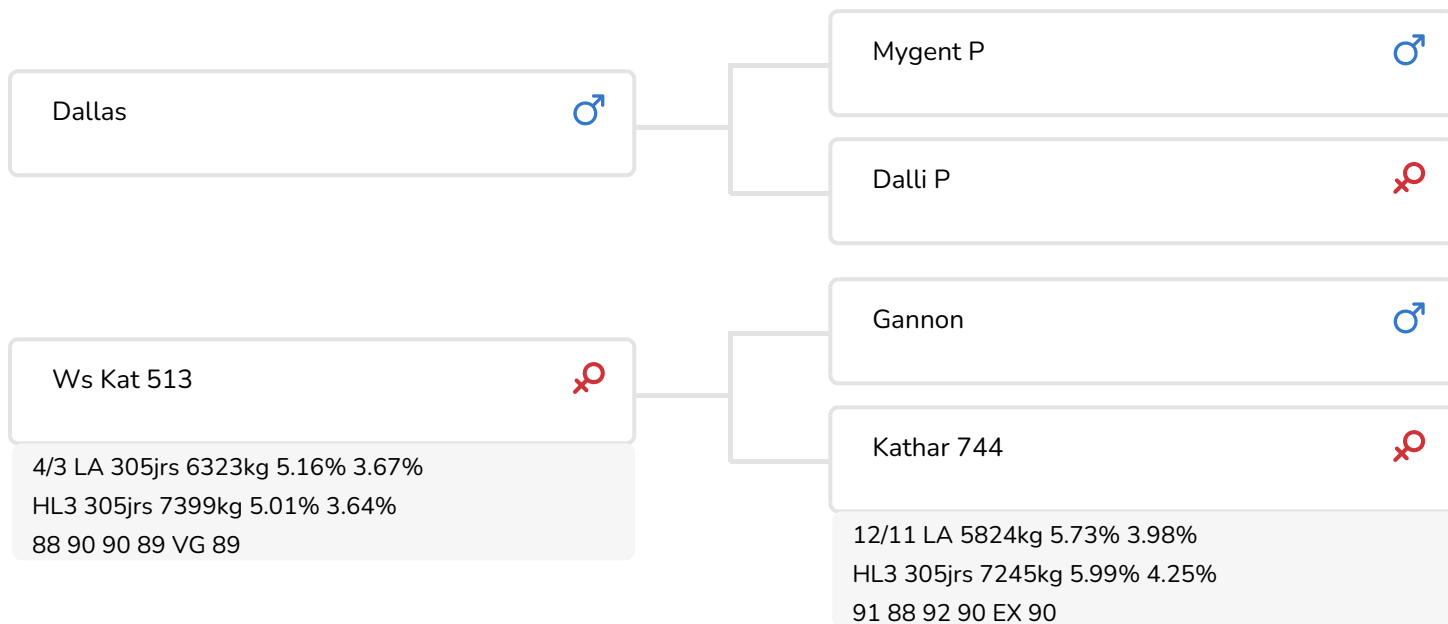 Mygent P
Dallas
Dalli P
Gannon
Ws Kat 513
Kathar 744
4/3 LA 305jrs 6323kg 5.16% 3.67%
HL3 305jrs 7399kg 5.01% 3.64%
88 90 90 89 VG 89
12/11 LA 5824kg 5.73% 3.98%
HL3 305jrs 7245kg 5.99% 4.25%
91 88 92 90 EX 90